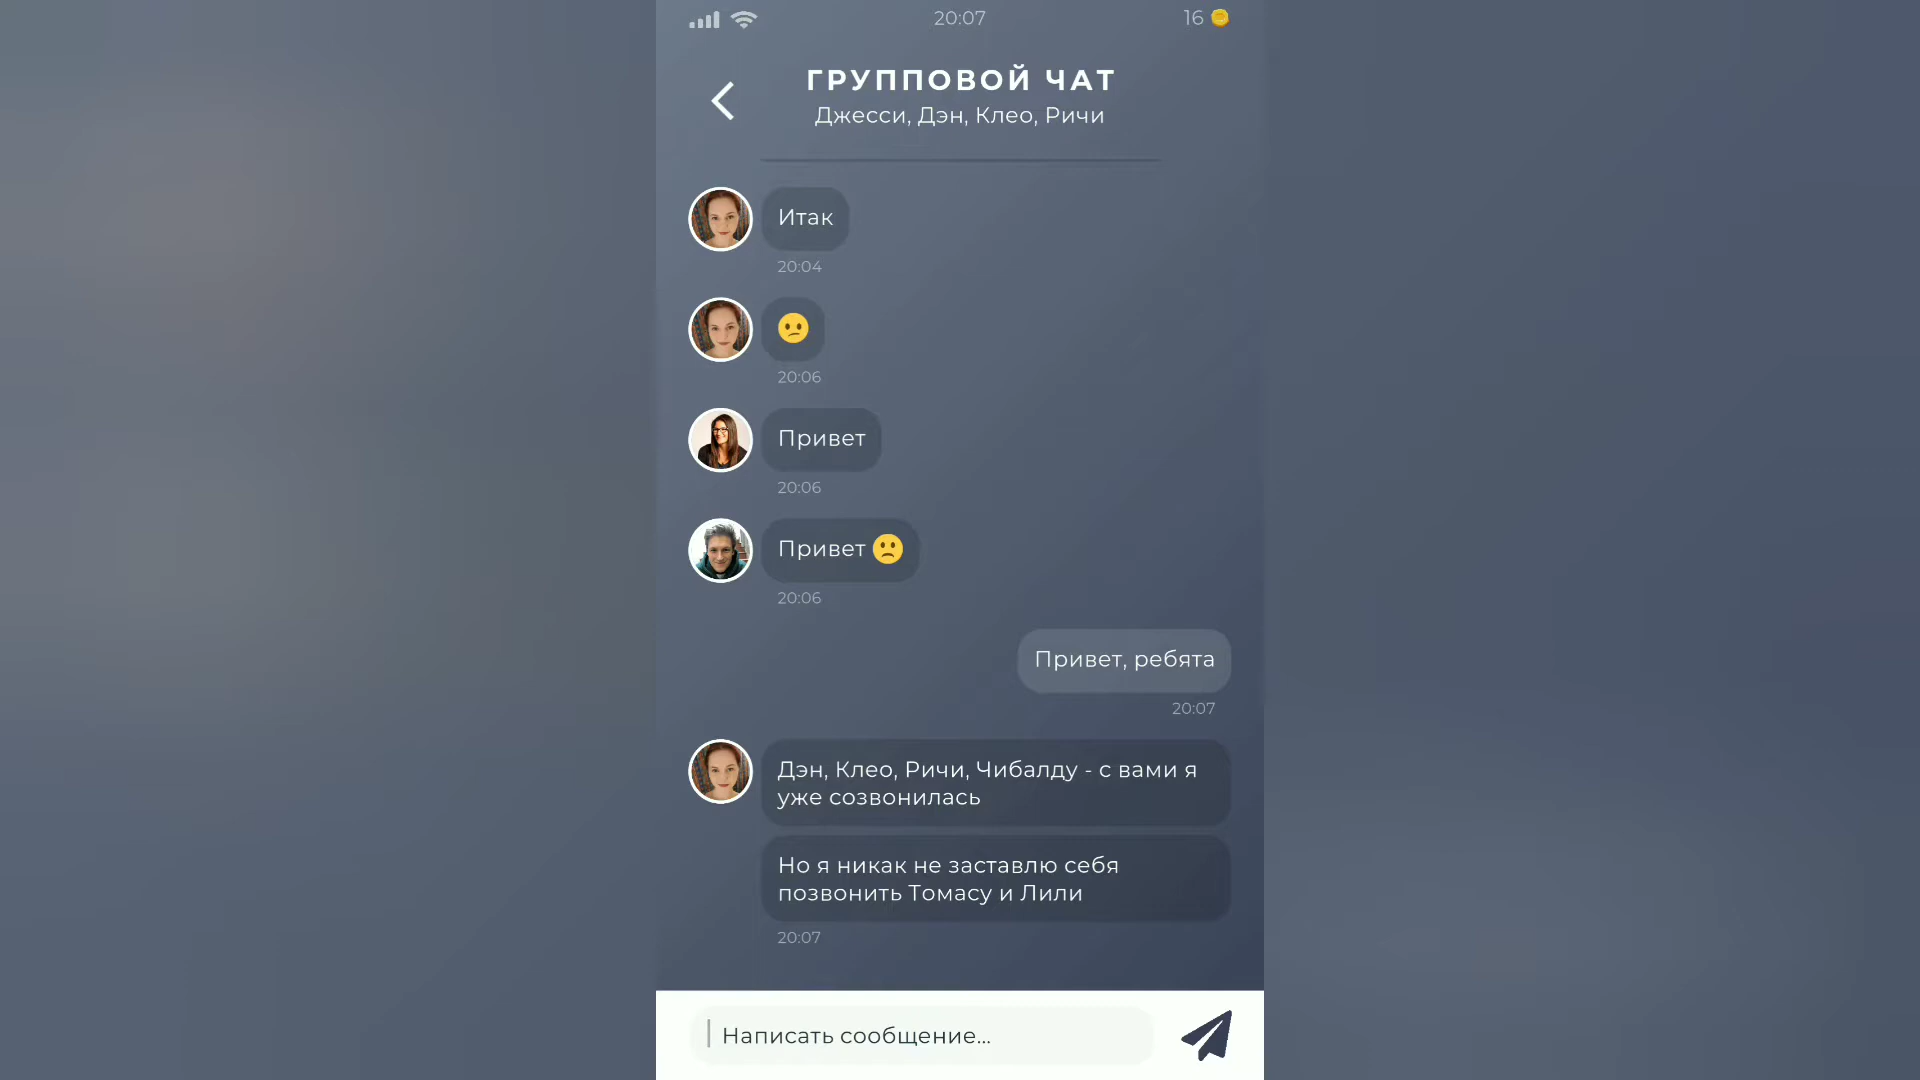 20:07
16
ГРУППОВОЙ ЧАТ
Джесси, Дэн, Клео, Ричи
Итак
20:04
20:06
Привет
20:06
Привет
20:06
Привет, ребята
20:07
Дэн, Клео, Ричи, Чибалду - с вами я
уже созвонилась
Но я никак не заставлю себя
позвонить Томасу и Лили
20:07
Написать сообщение...